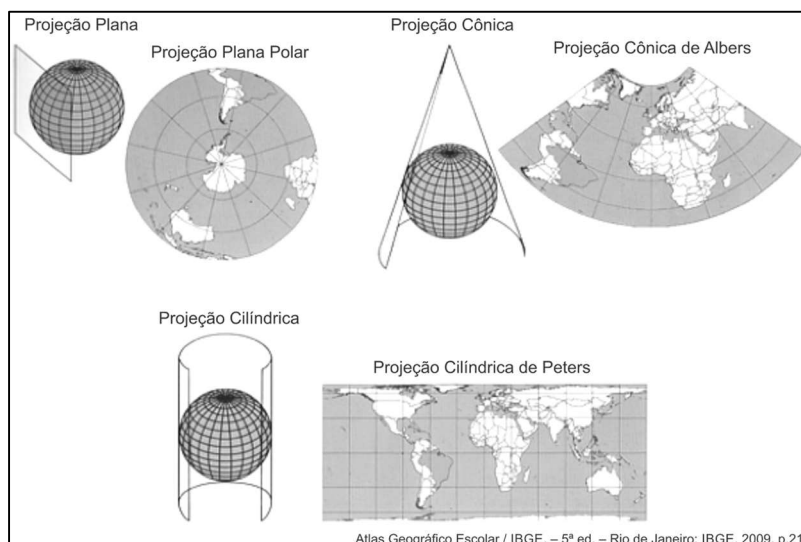 Projeção Plana
Projeção Plana Polar
Projeção Cônica
Projeção Cônica de Albers
Projeção Cilíndrica
Projeção Cilíndrica de Peters
Atlas Geográfico Escolar / IBGE. – 5ª ed. – Rio de Janeiro: IBGE, 2009. p.21